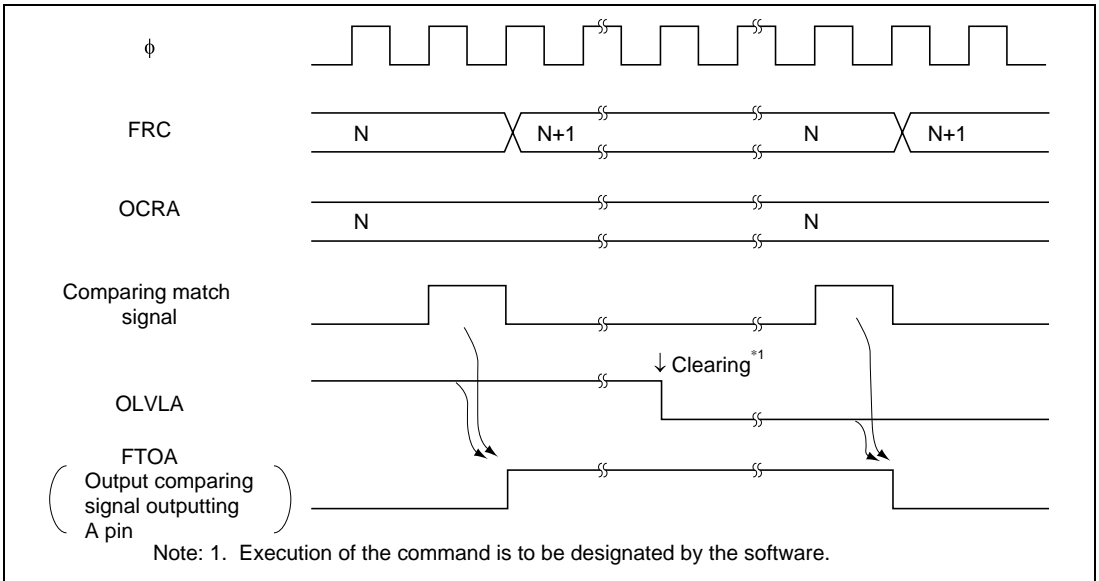 ϕ
FRC
N
N+1
N
N+1
OCRA
N
N
Comparing match
signal
↓ Clearing*1
OLVLA
FTOA
Output comparing
signal outputting
A pin
Note: 1. Execution of the command is to be designated by the software.